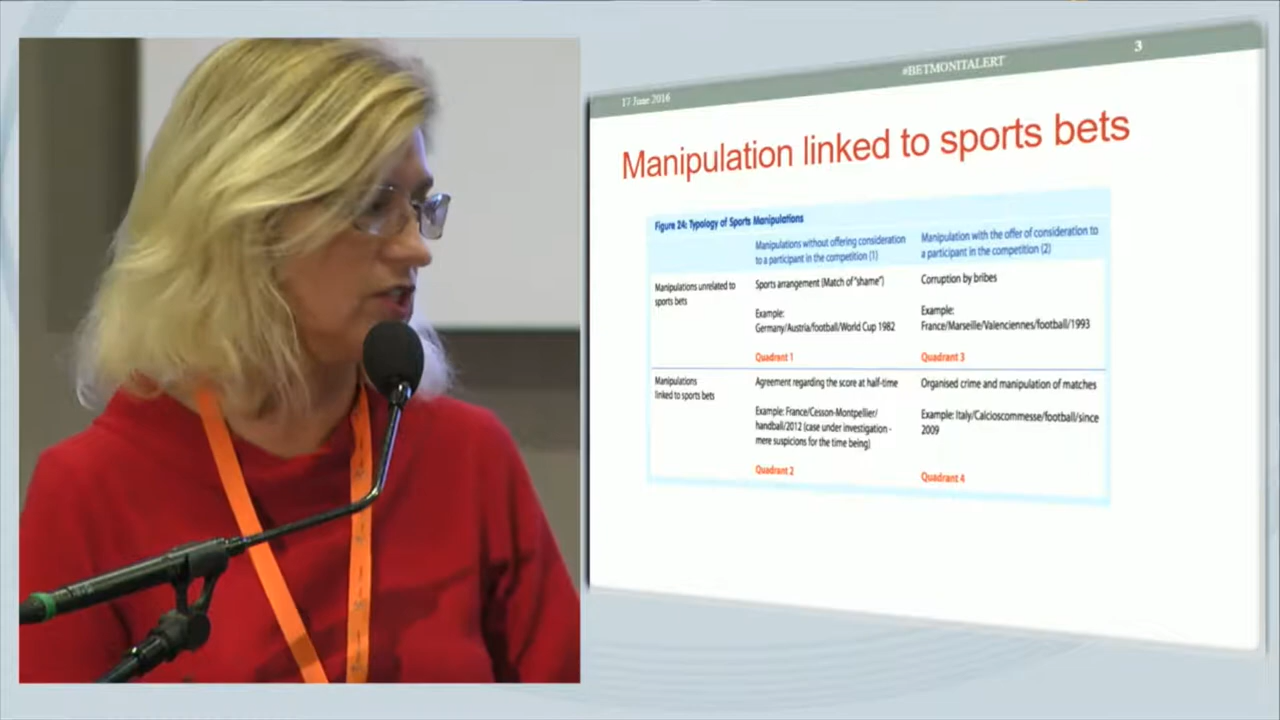 17 June 2016
#BETMONITALERT
3
Manipulation linked to sports bets
Figure 24: Typology of Sports Manipulations
Manipulations without offering consideration
to a participant in the competition (1)
Manipulation with the offer of consideration to
a participant in the competition (2)
Manipulations unrelated to
sports bets
Sports arrangement (Match of "shame")
Example:
Germany/Austria/football/World Cup 1982
Quadrant 1
Corruption by bribes
Example:
France/Marseille/Valenciennes/football/1993
Quadrant 3
Manipulations
linked to sports bets
Agreement regarding the score at half-time
Example: France/Cesson-Montpellier/
handball/2012 (case under investigation -
mere suspicions for the time being)
Quadrant 2
Organised crime and manipulation of matches
Example: Italy/Calcioscommesse/football/since
2009
Quadrant 4